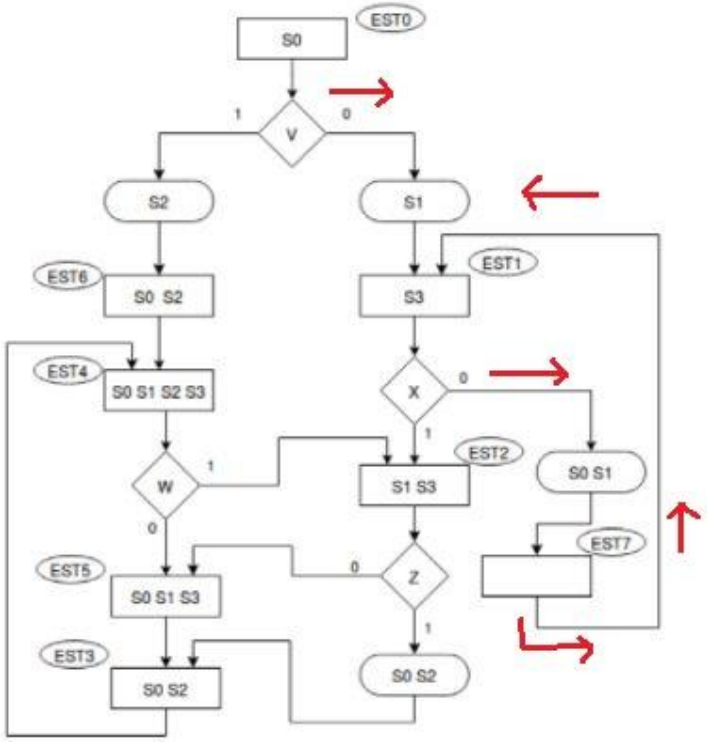 EST0
S0
1
0
V
S2
S1
EST6
EST1
S0 S2
S3
EST4
S0 S1 S2 S3
X
0
1
W
1
0
EST2
S1 S3
S0 S1
EST7
EST5
S0 S1 S3
0
Z
1
EST3
S0 S2
S0 S2